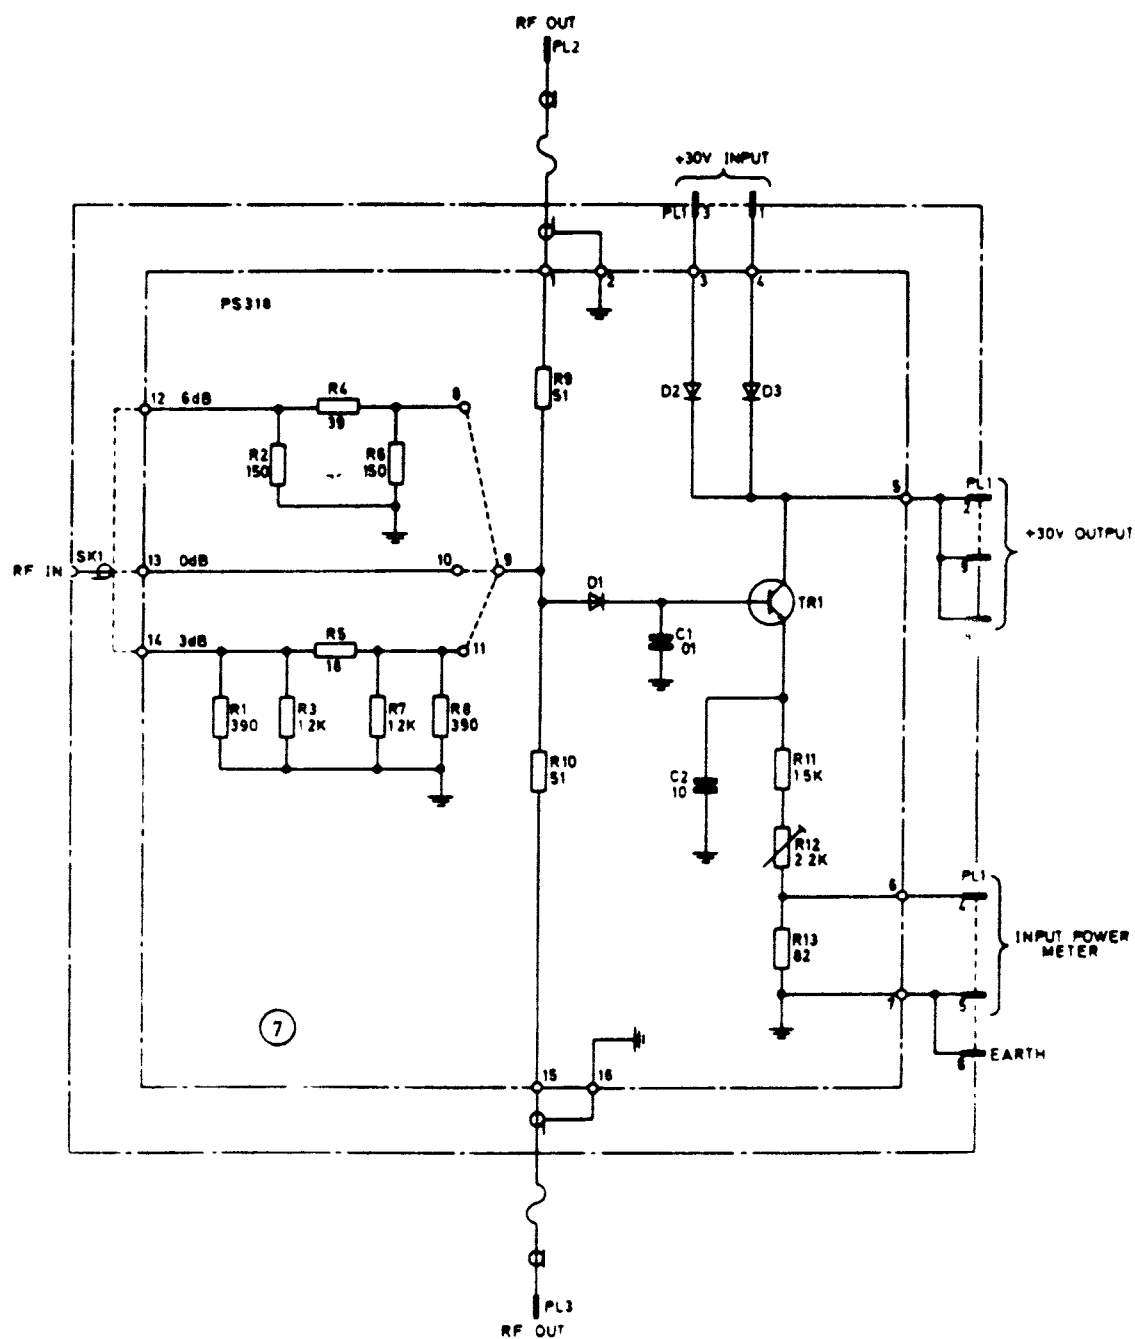 RF OUT
PL2
+30V INPUT
PL1 3 1
1 2 3 4
PS318
R9
51
D2 D3
12 6dB
R4
39
8
R2
150
R6
150
5
PL1
2
+30V OUTPUT
RF IN
SK1
13 0dB 10 9
D1
TR1
C1
.01
14 3dB
R5
18
11
R1
390
R3
1.2K
R7
1.2K
R8
390
R10
51
R11
1.5K
C2
10
R12
2.2K
6
PL1
4
R13
82
INPUT POWER
METER
7
5
7
6
EARTH
15 16
PL3
RF OUT